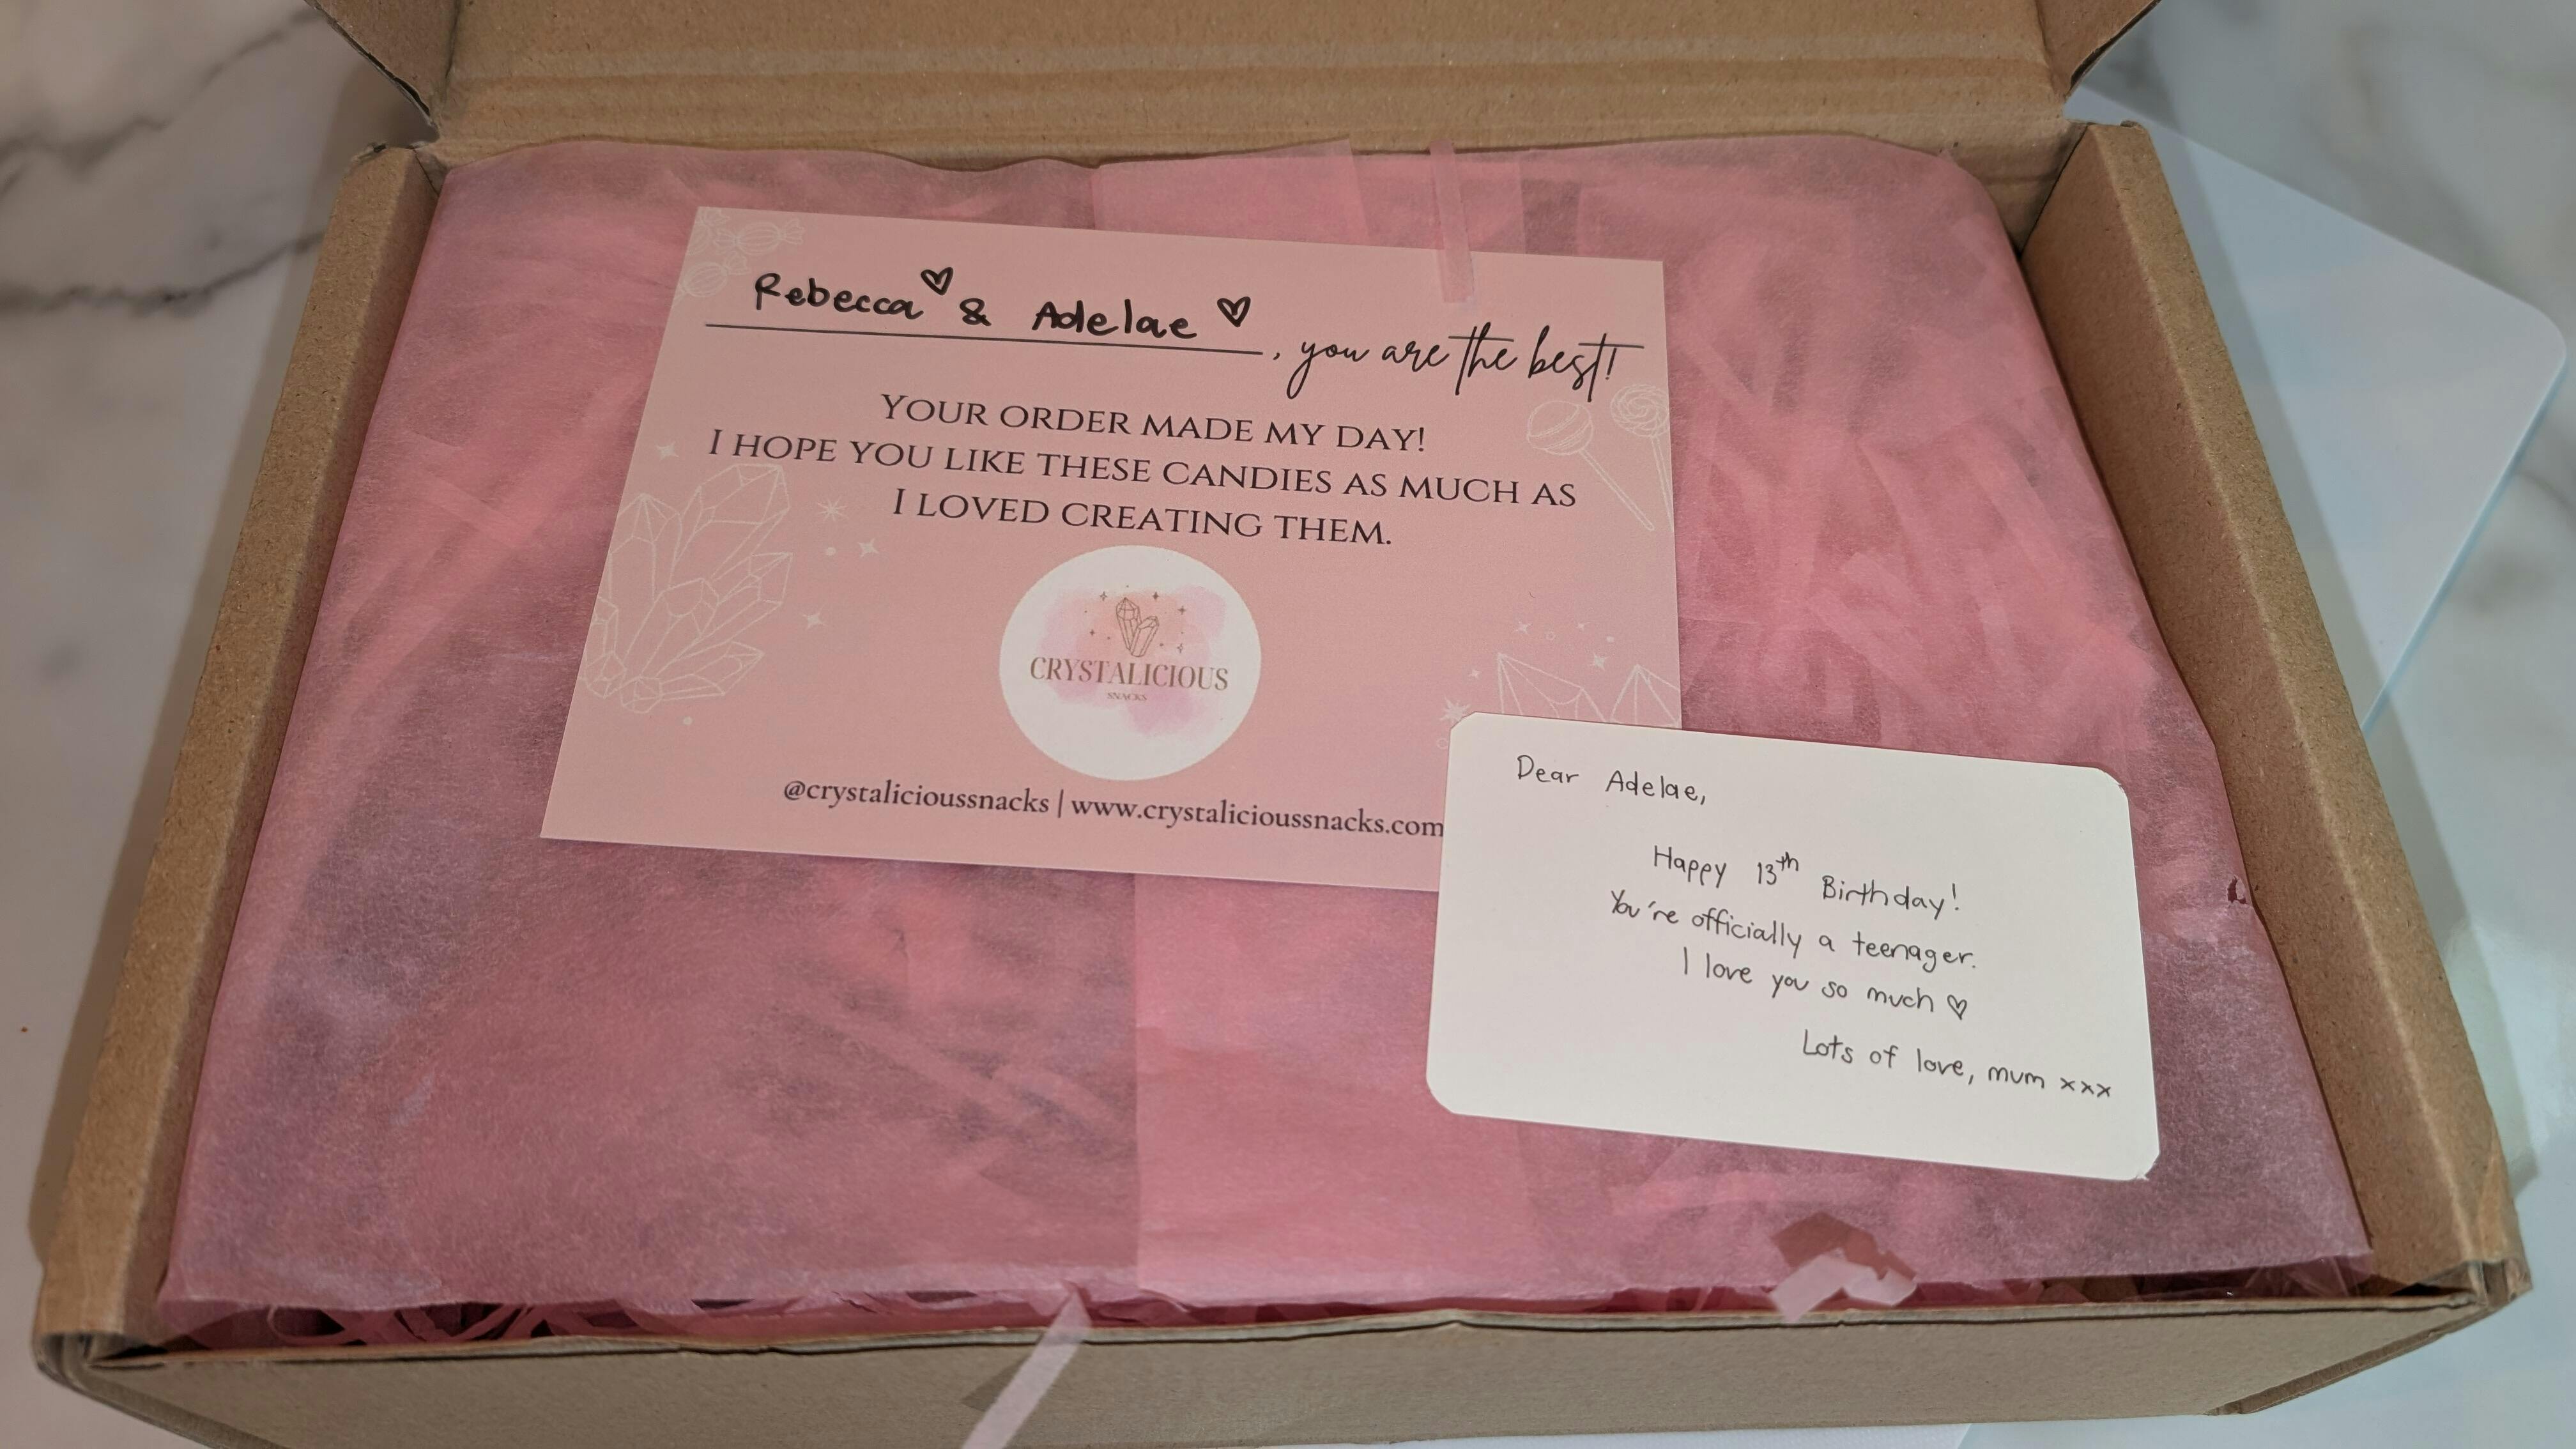 Rebecca♡ & Adelae ♡, you are the best!
YOUR ORDER MADE MY DAY!
I HOPE YOU LIKE THESE CANDIES AS MUCH AS
I LOVED CREATING THEM.
CRYSTALICIOUS
SNACKS
@crystalicioussnacks | www.crystalicioussnacks.com
Dear Adelae,
Happy 13th Birthday!
You're officially a teenager.
I love you so much ♡
Lots of love, mum xxx